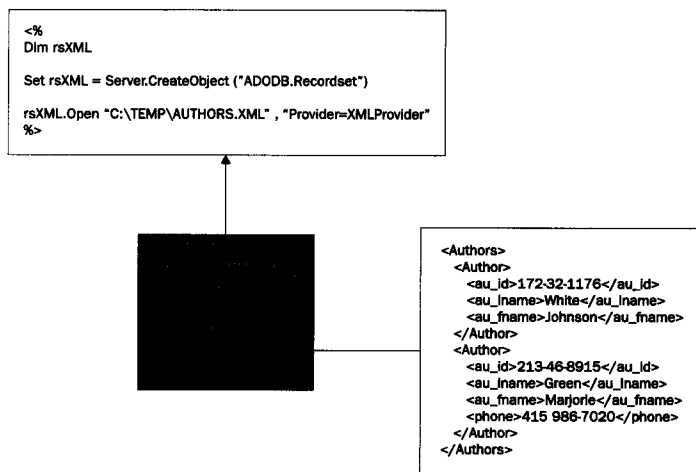 <%
Dim rsXML
Set rsXML = Server.CreateObject ("ADODB.Recordset")
rsXML.Open "C:\TEMP\AUTHORS.XML" , "Provider=XMLProvider"
%>
<Authors>
<Author>
<au_id>172-32-1176</au_id>
<au_lname>White</au_lname>
<au_fname>Johnson</au_fname>
</Author>
<Author>
<au_id>213-46-8915</au_id>
<au_lname>Green</au_lname>
<au_fname>Marjorie</au_fname>
<phone>415 986-7020</phone>
</Author>
</Authors>